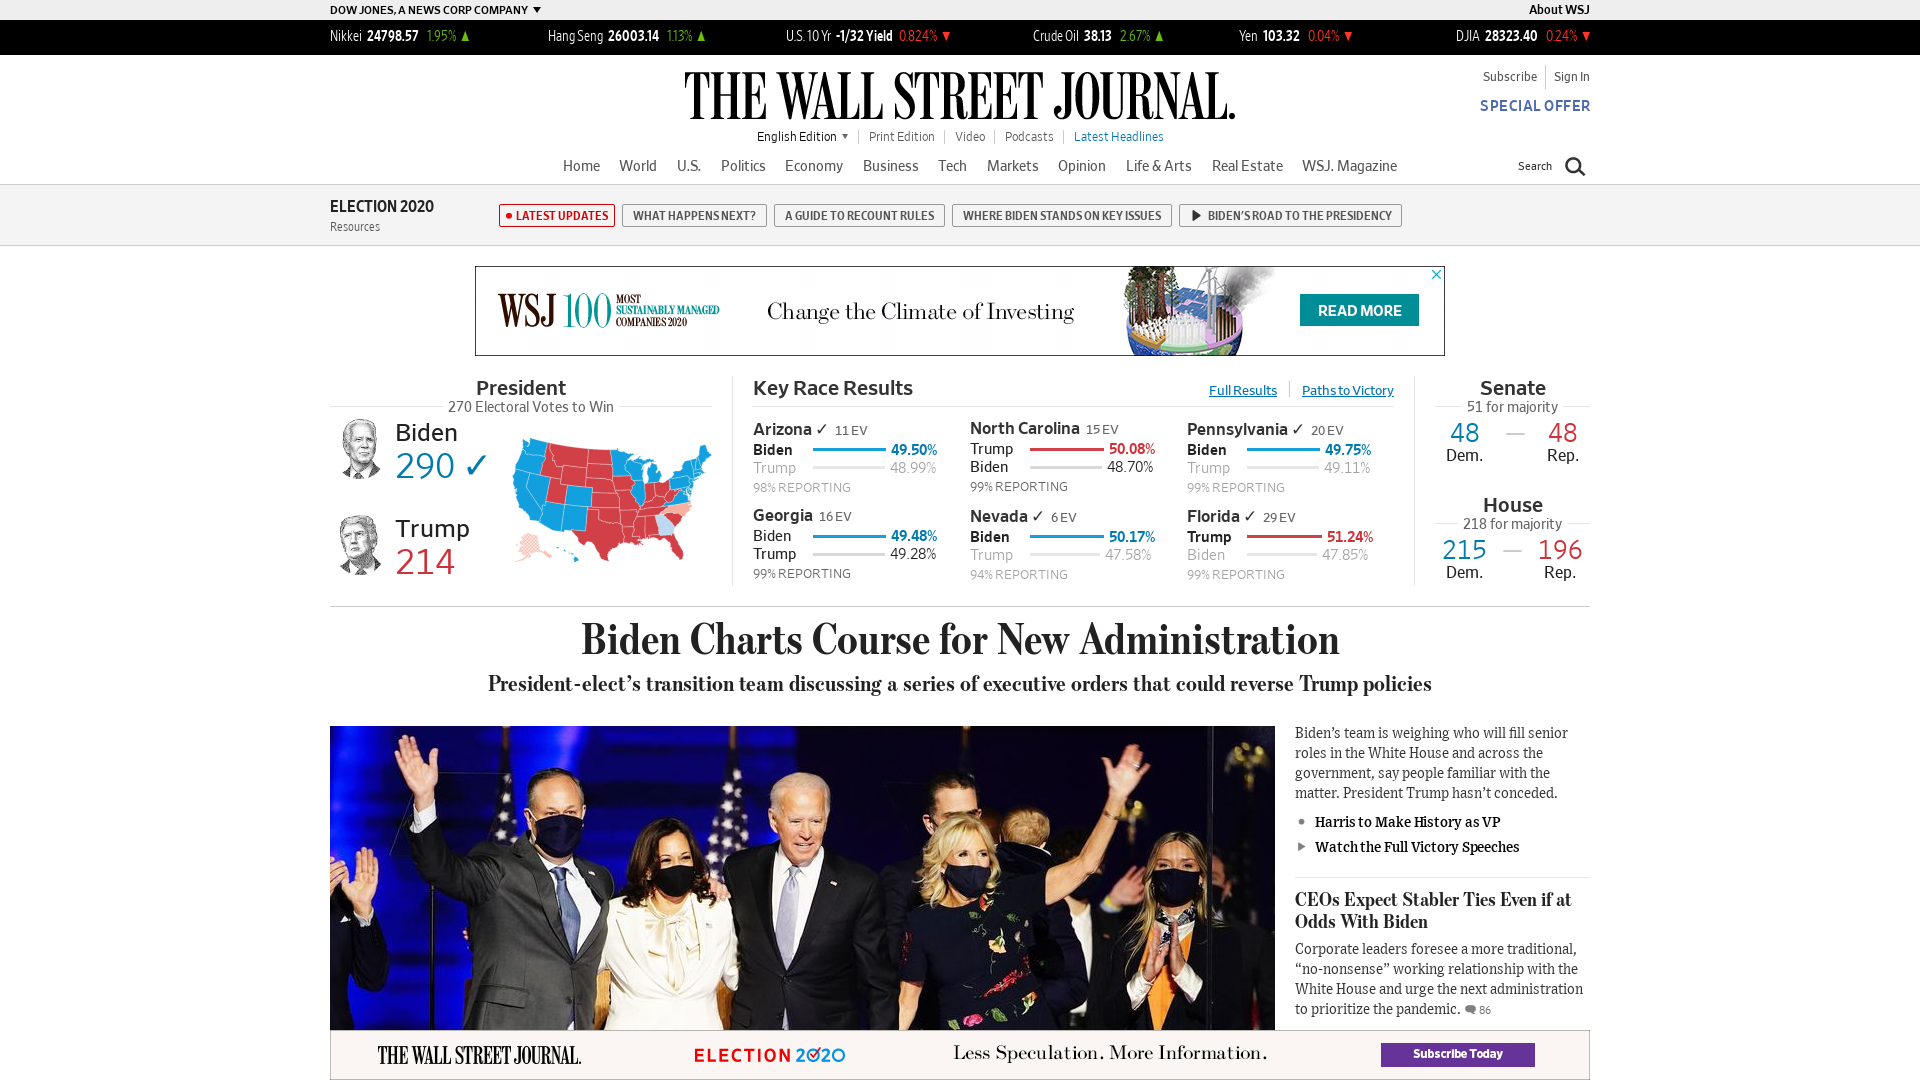 DOW JONES, A NEWS CORP COMPANY
About WSJ
Nikkei 24798.57 1.95%
Hang Seng 26003.14 1.13%
U.S. 10 Yr -1/32 Yield 0.824%
Crude Oil 38.13 2.67%
Yen 103.32 0.04%
DJIA 28323.40 0.24%
THE WALL STREET JOURNAL.
Subscribe
Sign In
SPECIAL OFFER
English Edition
Print Edition
Video
Podcasts
Latest Headlines
Home World U.S. Politics Economy Business Tech Markets Opinion Life & Arts Real Estate WSJ. Magazine
Search
ELECTION 2020
Resources
LATEST UPDATES
WHAT HAPPENS NEXT?
A GUIDE TO RECOUNT RULES
WHERE BIDEN STANDS ON KEY ISSUES
BIDEN'S ROAD TO THE PRESIDENCY
WSJ 100 MOST
SUSTAINABLY MANAGED
COMPANIES 2020
Change the Climate of Investing
READ MORE
President
270 Electoral Votes to Win
Biden
290 ✓
Trump
214
Key Race Results
Full Results
Paths to Victory
Arizona ✓ 11 EV
Biden 49.50%
Trump 48.99%
98% REPORTING
North Carolina 15 EV
Trump 50.08%
Biden 48.70%
99% REPORTING
Pennsylvania ✓ 20 EV
Biden 49.75%
Trump 49.11%
99% REPORTING
Georgia 16 EV
Biden 49.48%
Trump 49.28%
99% REPORTING
Nevada ✓ 6 EV
Biden 50.17%
Trump 47.58%
94% REPORTING
Florida ✓ 29 EV
Trump 51.24%
Biden 47.85%
99% REPORTING
Senate
51 for majority
48 — 48
Dem. Rep.
House
218 for majority
215 — 196
Dem. Rep.
Biden Charts Course for New Administration
President-elect’s transition team discussing a series of executive orders that could reverse Trump policies
Biden’s team is weighing who will fill senior
roles in the White House and across the
government, say people familiar with the
matter. President Trump hasn’t conceded.
Harris to Make History as VP
Watch the Full Victory Speeches
CEOs Expect Stabler Ties Even if at
Odds With Biden
Corporate leaders foresee a more traditional,
“no-nonsense” working relationship with the
White House and urge the next administration
to prioritize the pandemic. 86
THE WALL STREET JOURNAL.
ELECTION 2020
Less Speculation. More Information.
Subscribe Today